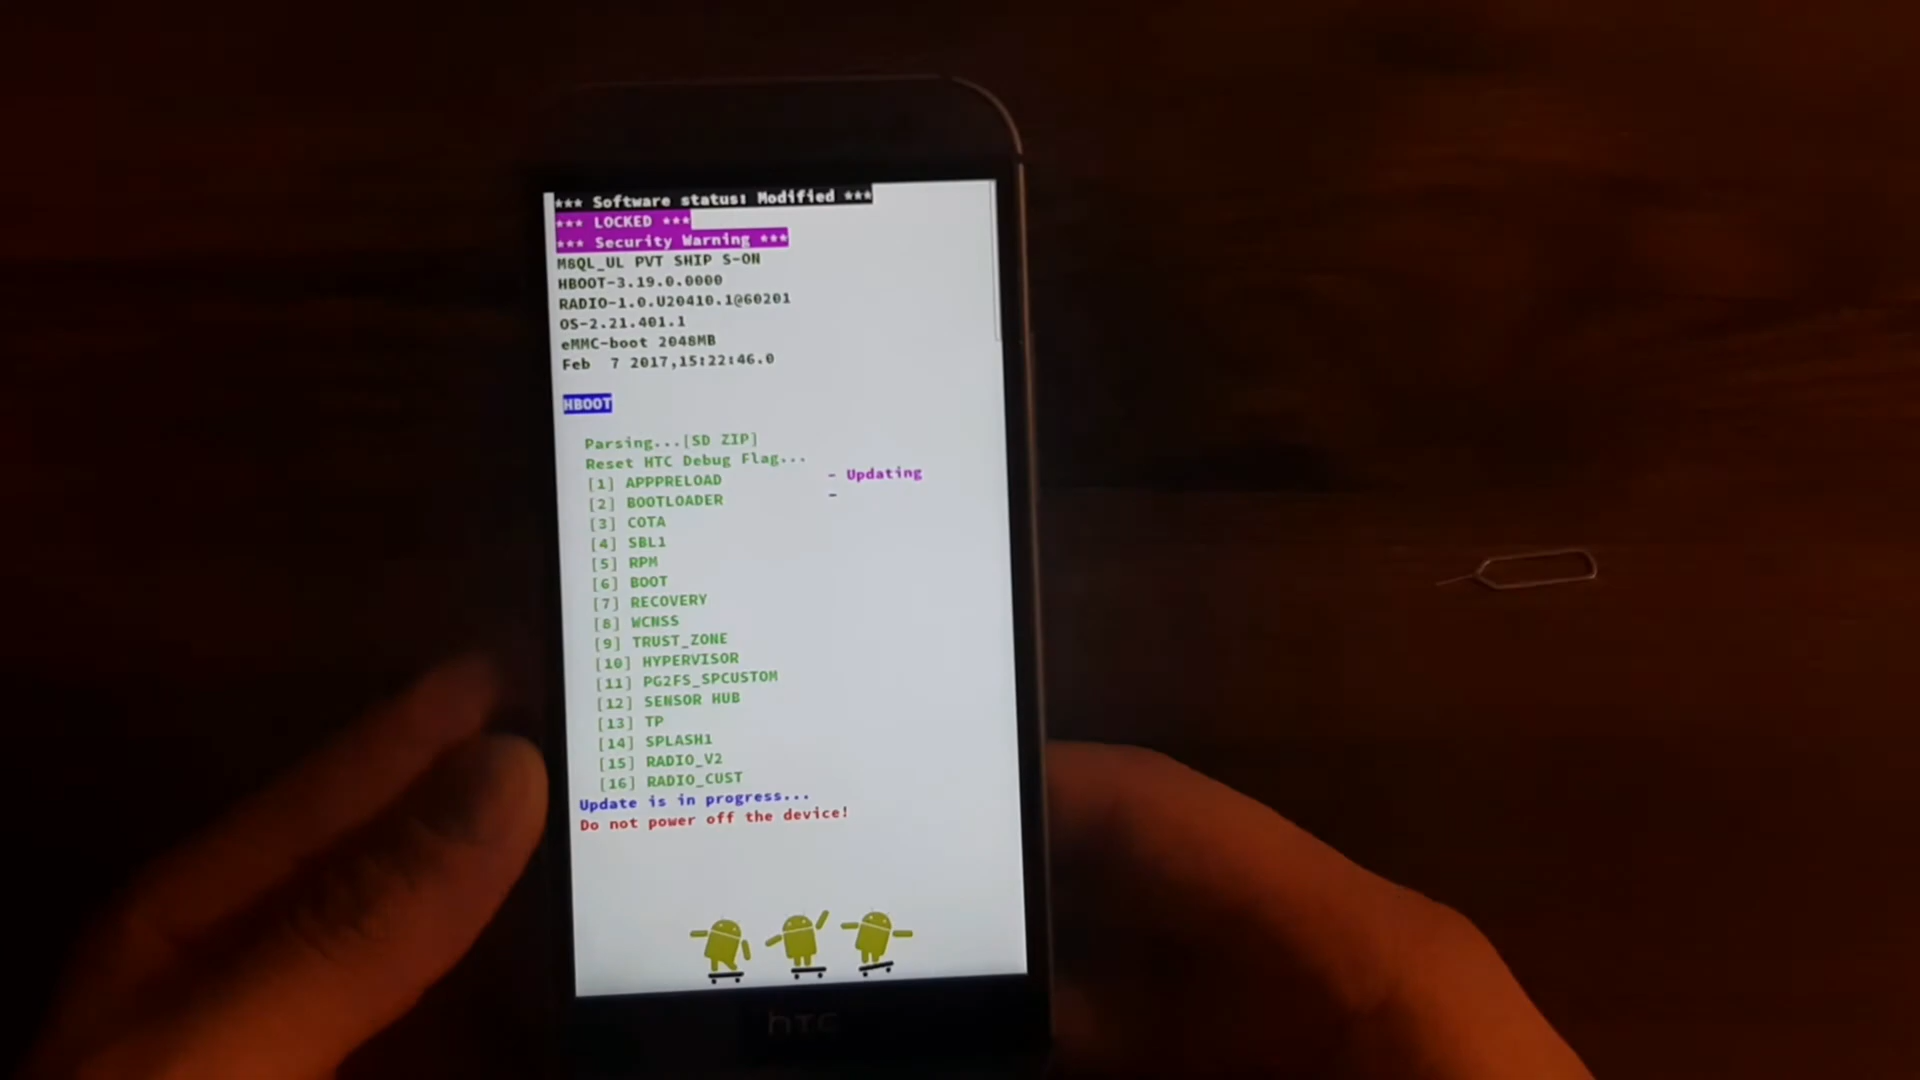 *** Software status: Modified ***
*** LOCKED ***
*** Security Warning ***
M8QL_UL PVT SHIP S-ON
HBOOT-3.19.0.0000
RADIO-1.0.U20410.1@60201
OS-2.21.401.1
eMMC-boot 2048MB
Feb  7 2017,15:22:46.0
HBOOT
Parsing...[SD ZIP]
Reset HTC Debug Flag...
[1] APPPRELOAD - Updating
[2] BOOTLOADER -
[3] COTA
[4] SBL1
[5] RPM
[6] BOOT
[7] RECOVERY
[8] WCNSS
[9] TRUST_ZONE
[10] HYPERVISOR
[11] PG2FS_SPCUSTOM
[12] SENSOR HUB
[13] TP
[14] SPLASH1
[15] RADIO_V2
[16] RADIO_CUST
Update is in progress...
Do not power off the device!
hTC